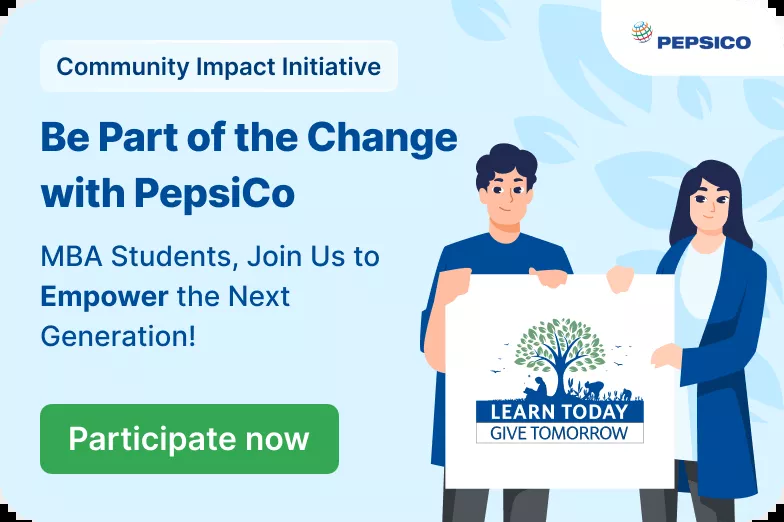 PEPSICO
Community Impact Initiative
Be Part of the Change
with PepsiCo
MBA Students, Join Us to
Empower the Next
Generation!
Participate now
LEARN TODAY
GIVE TOMORROW